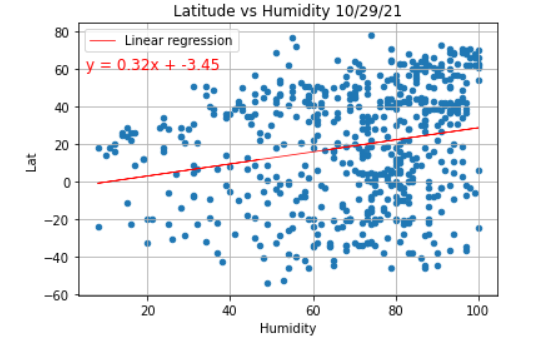 Latitude vs Humidity 10/29/21
Linear regression
y = 0.32x + -3.45
80
60
40
20
0
−20
−40
−60
Lat
20
40
60
80
100
Humidity